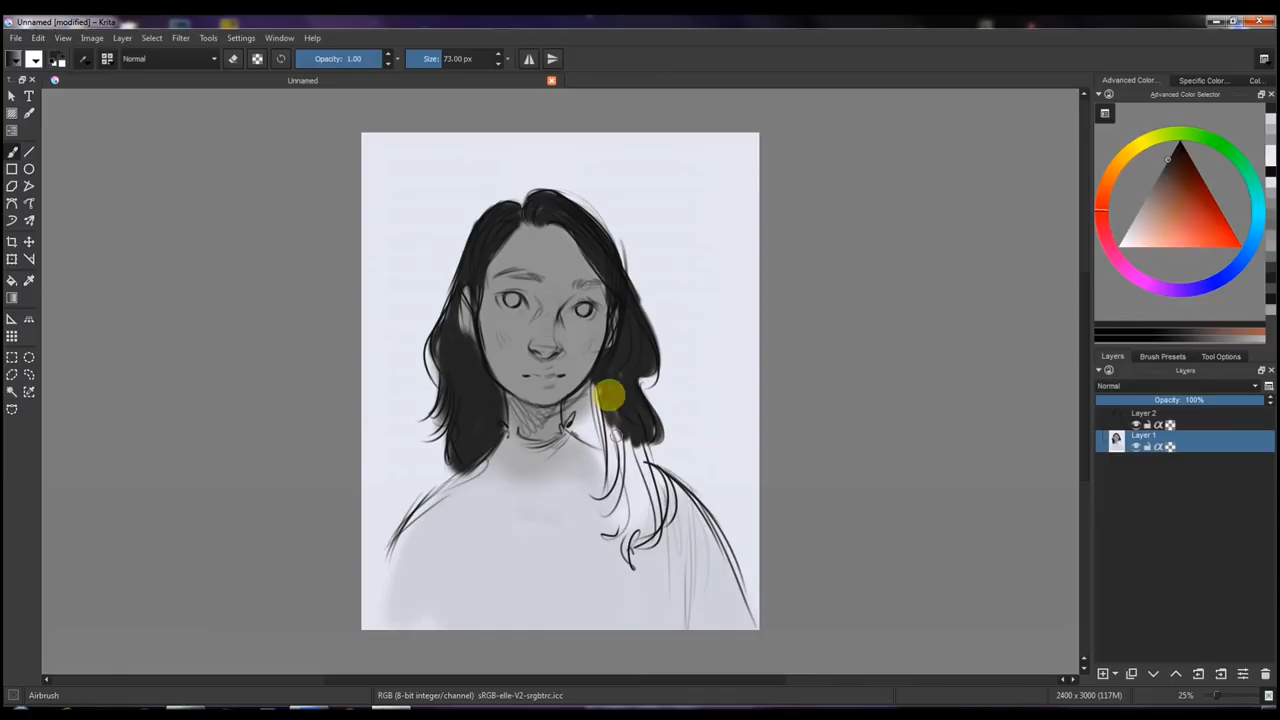 Unnamed [modified] – Krita
File Edit View Image Layer Select Filter Tools Settings Window Help
Normal Opacity: 1.00 Size: 73.00 px
T... Unnamed
Advanced Color... Specific Color... Col...
Advanced Color Selector
Layers Brush Presets Tool Options
Layers
Normal
Opacity: 100%
Layer 2
Layer 1
Airbrush RGB (8-bit integer/channel) sRGB-elle-V2-srgbtrc.icc 2400 x 3000 (117M) 25%